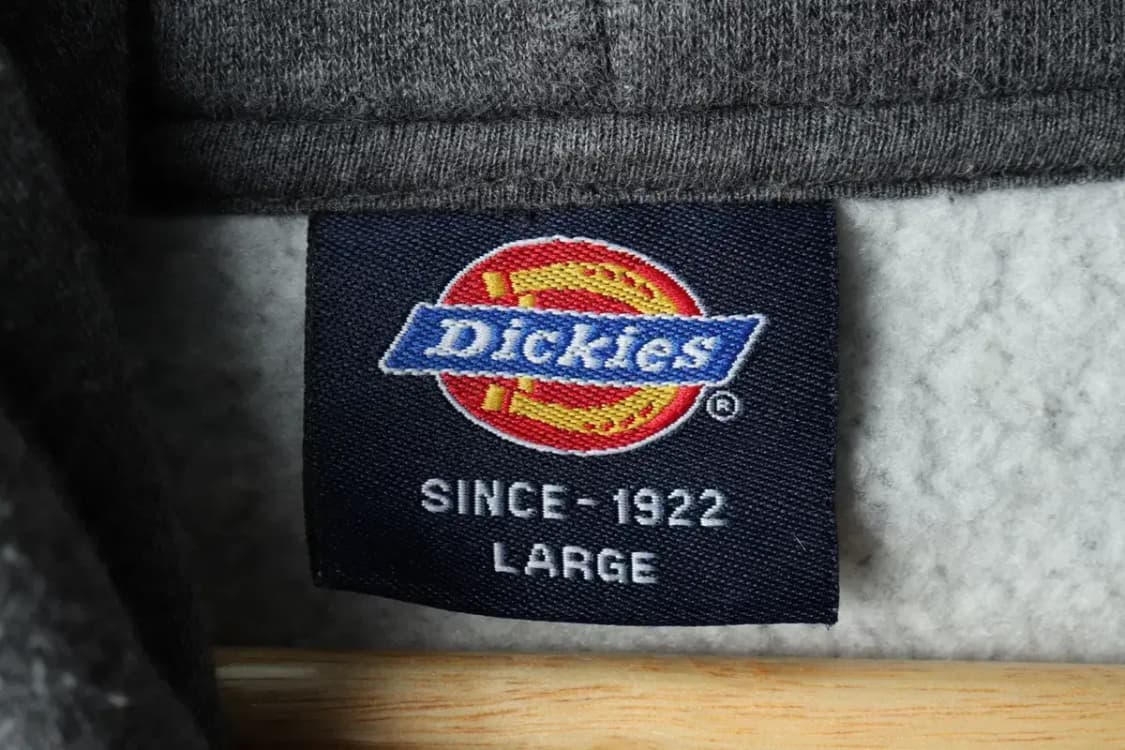 Dickies
®
SINCE-1922
LARGE